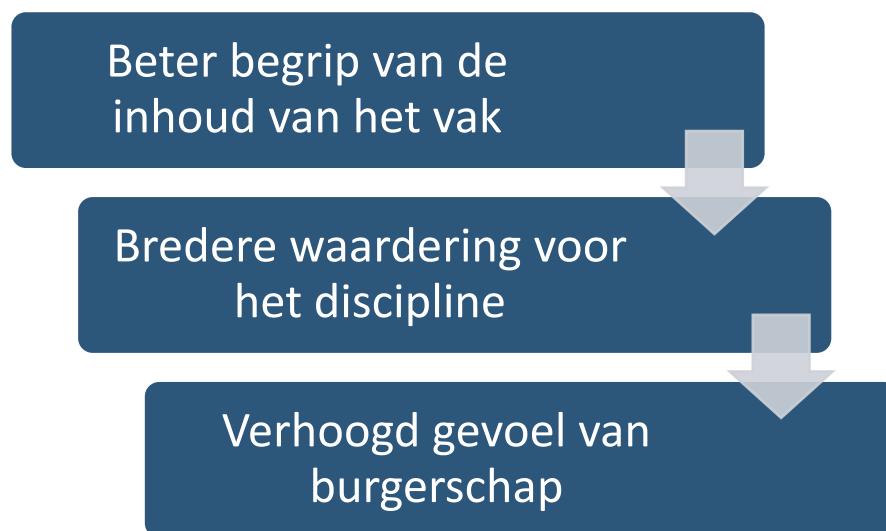 Beter begrip van de
inhoud van het vak
Bredere waardering voor
het discipline
Verhoogd gevoel van
burgerschap